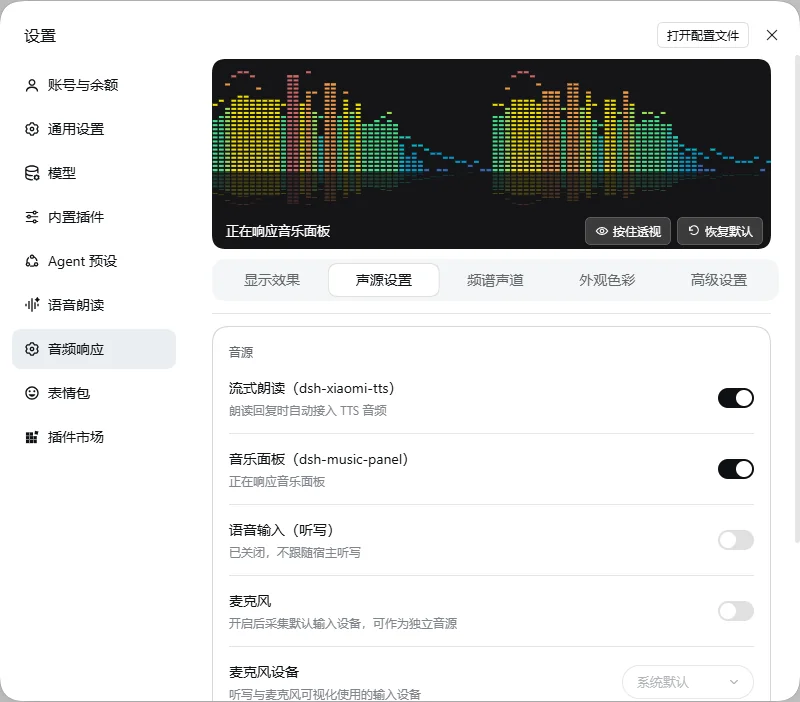 设置
打开配置文件
账号与余额
通用设置
模型
内置插件
Agent 预设
语音朗读
音频响应
表情包
插件市场
正在响应音乐面板
按住透视
恢复默认
显示效果
声源设置
频谱声道
外观色彩
高级设置
音源
流式朗读（dsh-xiaomi-tts）
朗读回复时自动接入 TTS 音频
音乐面板（dsh-music-panel）
正在响应音乐面板
语音输入（听写）
已关闭，不跟随宿主听写
麦克风
开启后采集默认输入设备，可作为独立音源
麦克风设备
听写与麦克风可视化使用的输入设备
系统默认